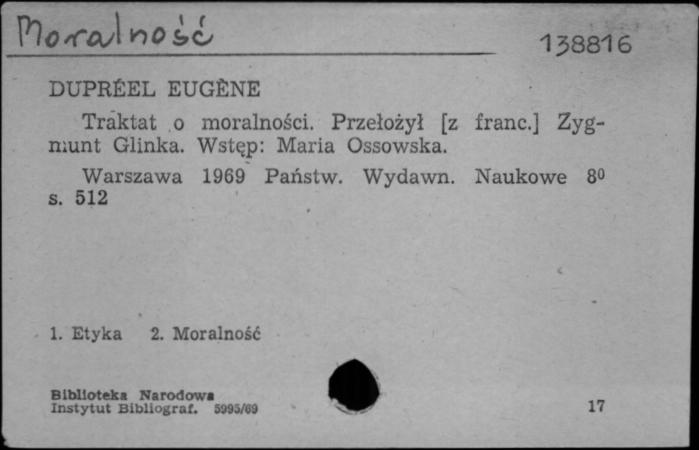 Moralność
138816
DUPRÉEL EUGÈNE
Traktat o moralności. Przełożył [z franc.] Zyg-
munt Glinka. Wstęp: Maria Ossowska.
Warszawa 1969 Państw. Wydawn. Naukowe 8⁰
s. 512
1. Etyka 2. Moralność
Biblioteka Narodowa
Instytut Bibliograf. 5995/69
17